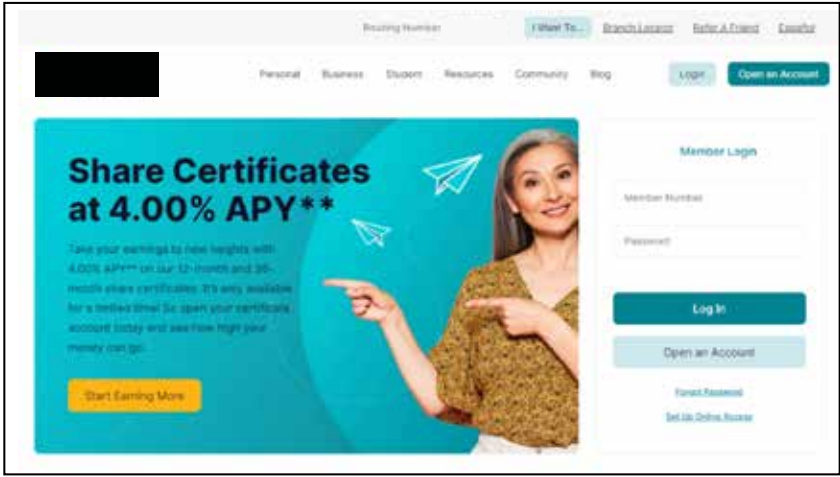 Routing Number I Want To... Branch Locator Refer A Friend Español
Personal Business Student Resources Community Blog Login Open an Account
Share Certificates
at 4.00% APY**
Take your earnings to new heights with
4.00% APY** on our 12-month and
month share certificates. It's only available
for a limited time! So open your certificate
account today and see how high your
money can go.
Start Earning More
Member Login
Member Number
Password
Log In
Open an Account
Forgot Password
Set Up Online Access